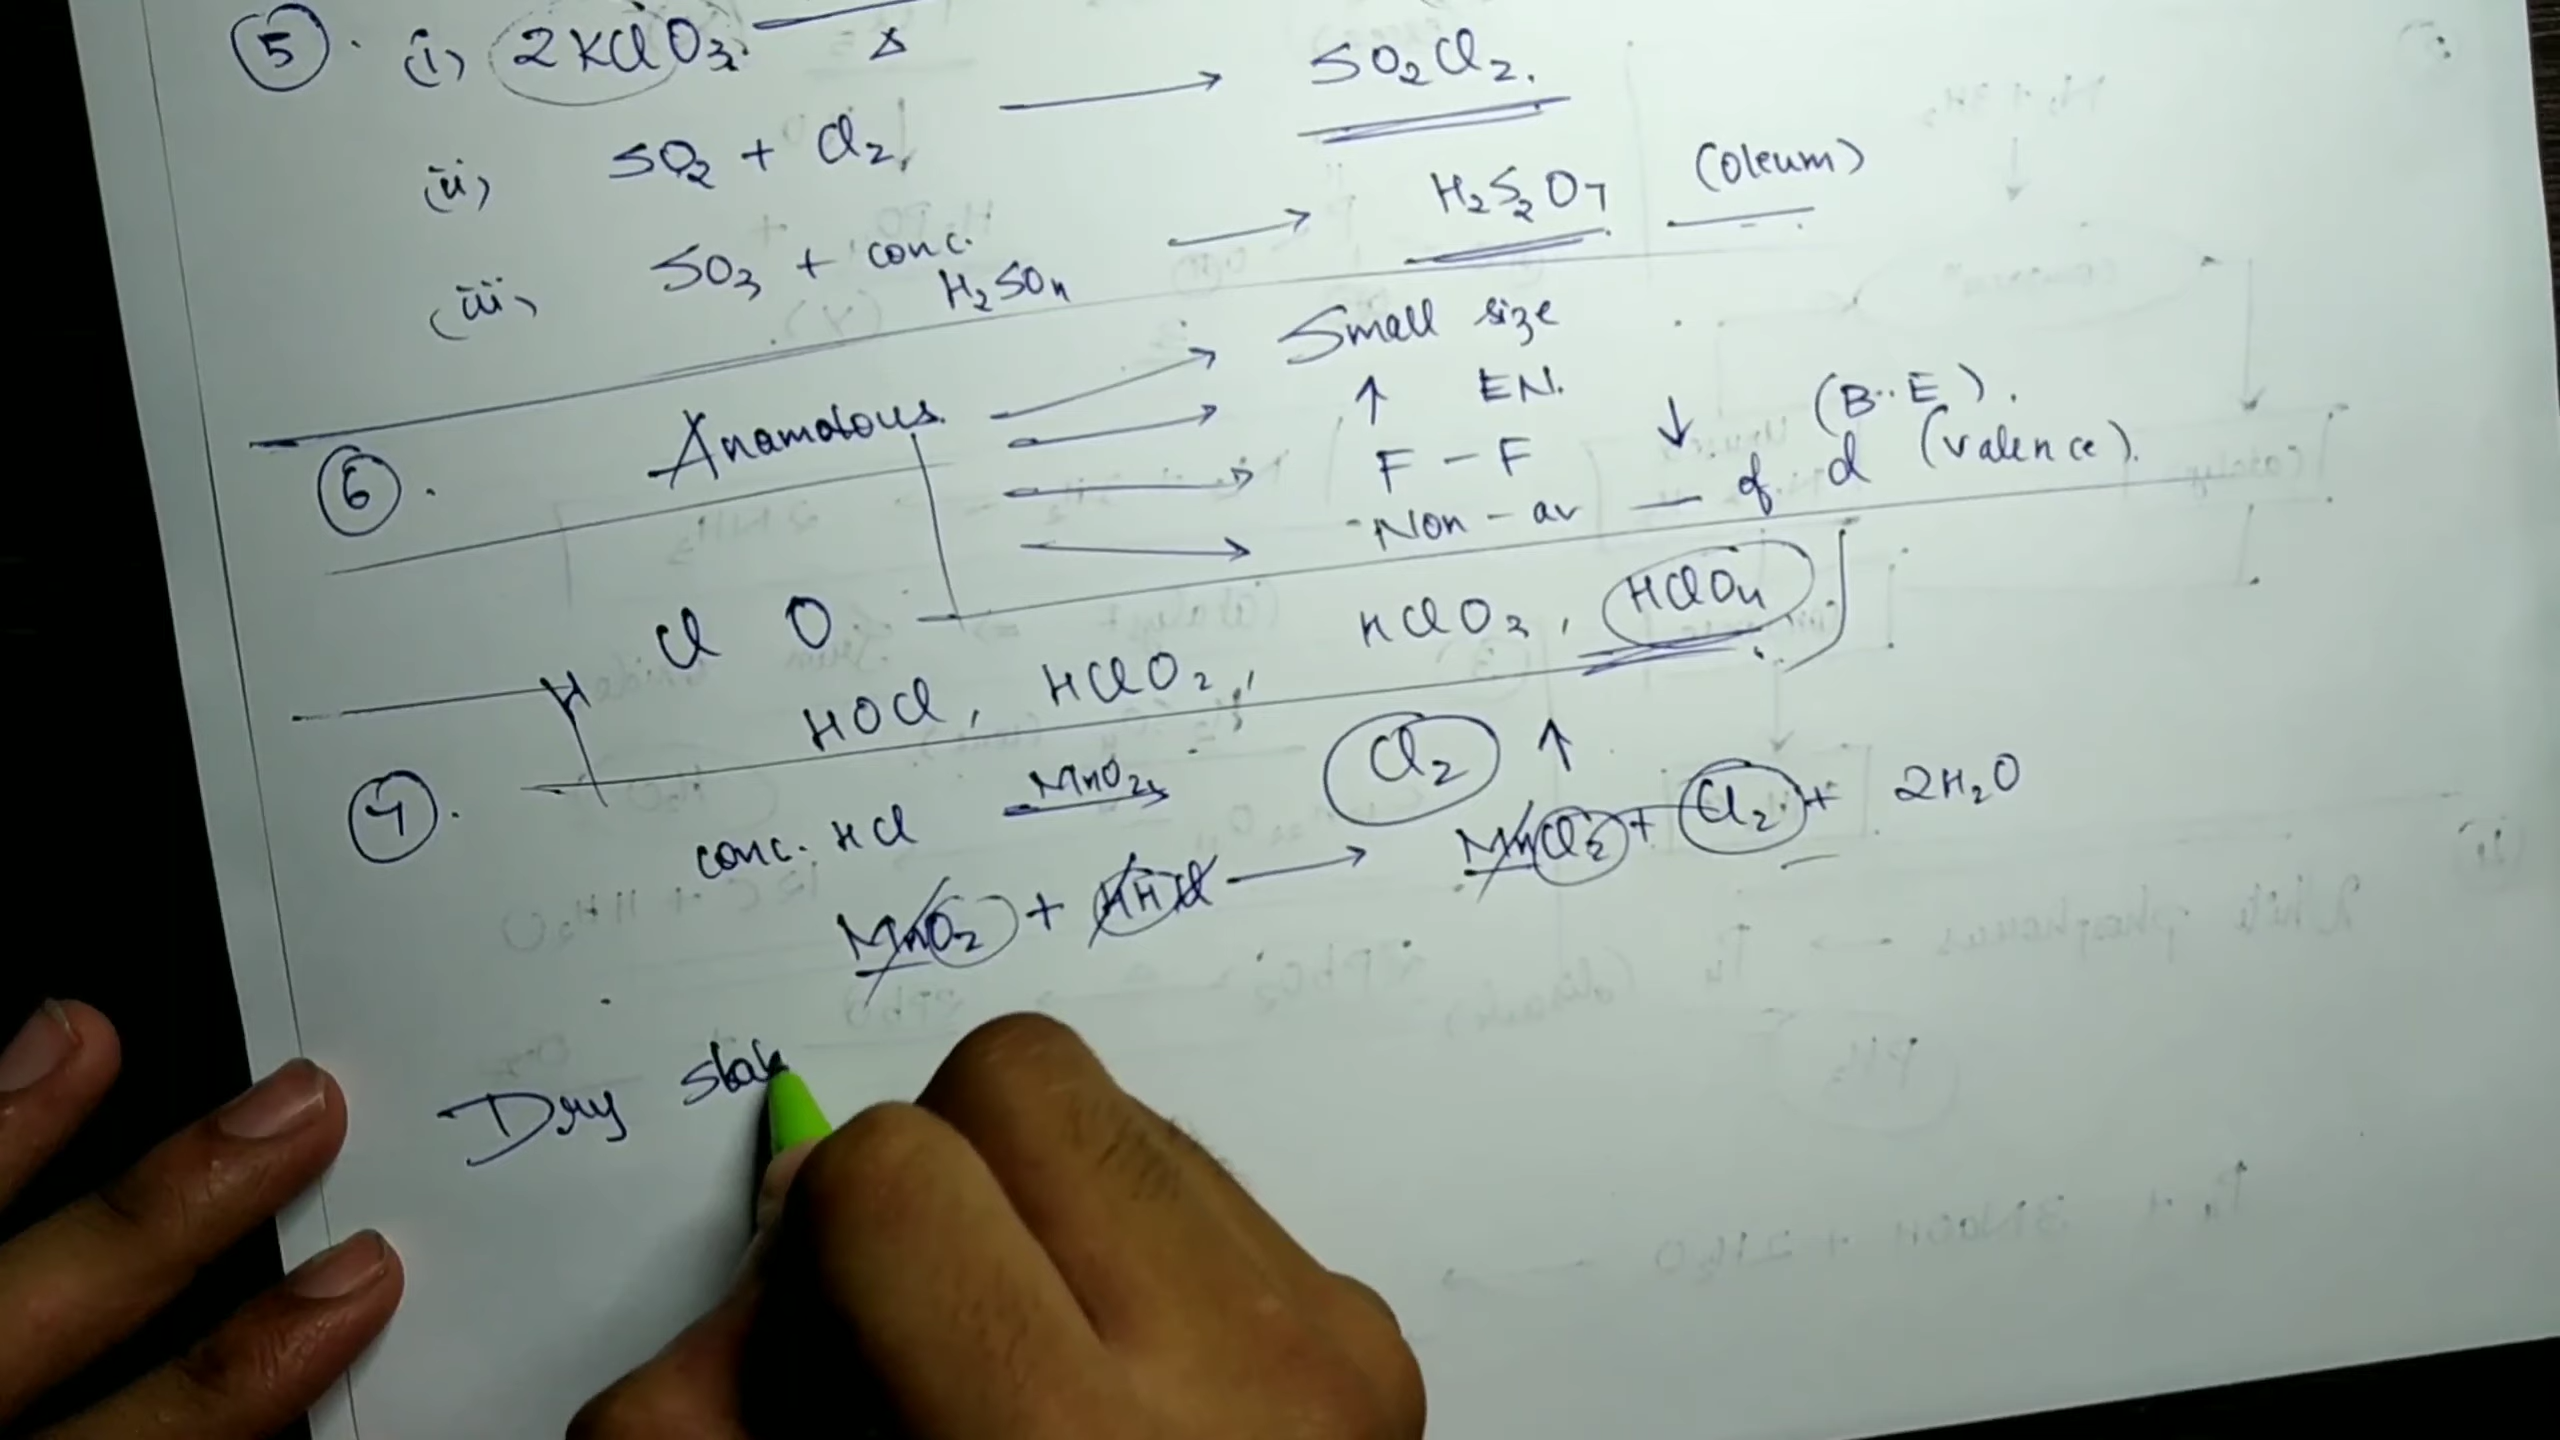 5. (i) 2KClO3. Δ
(ii) SO2 + Cl2 → SO2Cl2.
(iii) SO3 + conc. H2SO4 → H2S2O7 (Oleum)
6. Anamolous. → Small size
→ ↑ EN.
→ F - F ↓ (B.E).
→ Non - av — of d (valence).
H Cl O
HOCl, HClO2, HClO3, HClO4
7. conc. HCl MnO2 → Cl2 ↑
MnO2 + 4HCl → MnCl2 + Cl2 + 2H2O
Dry